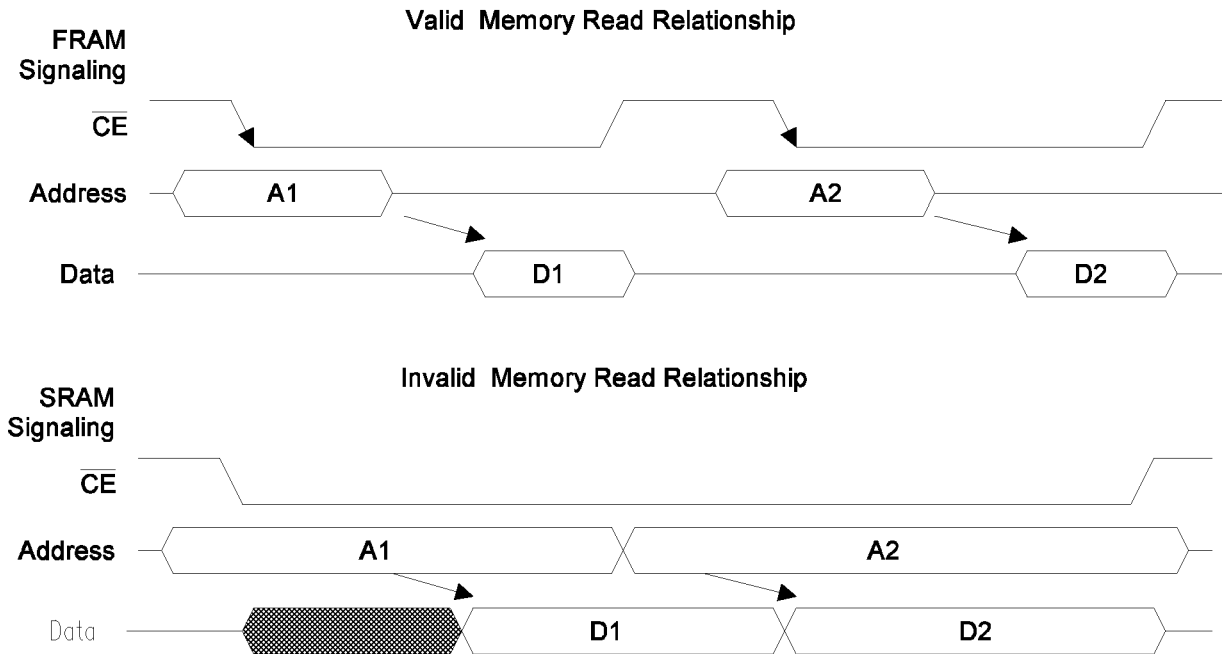 Valid Memory Read Relationship
FRAM
Signaling
CE
Address
A1
A2
Data
D1
D2
Invalid Memory Read Relationship
SRAM
Signaling
CE
Address
A1
A2
Data
D1
D2